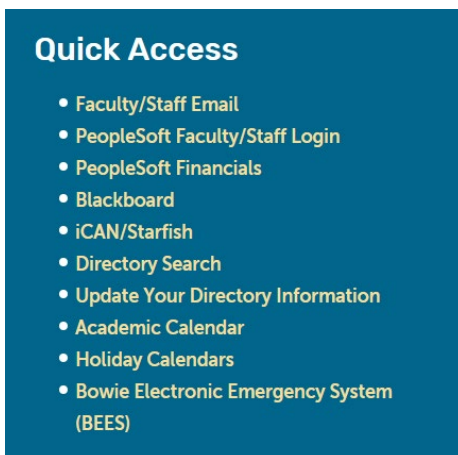 Quick Access
Faculty/Staff Email
PeopleSoft Faculty/Staff Login
PeopleSoft Financials
Blackboard
iCAN/Starfish
Directory Search
Update Your Directory Information
Academic Calendar
Holiday Calendars
Bowie Electronic Emergency System
(BEES)